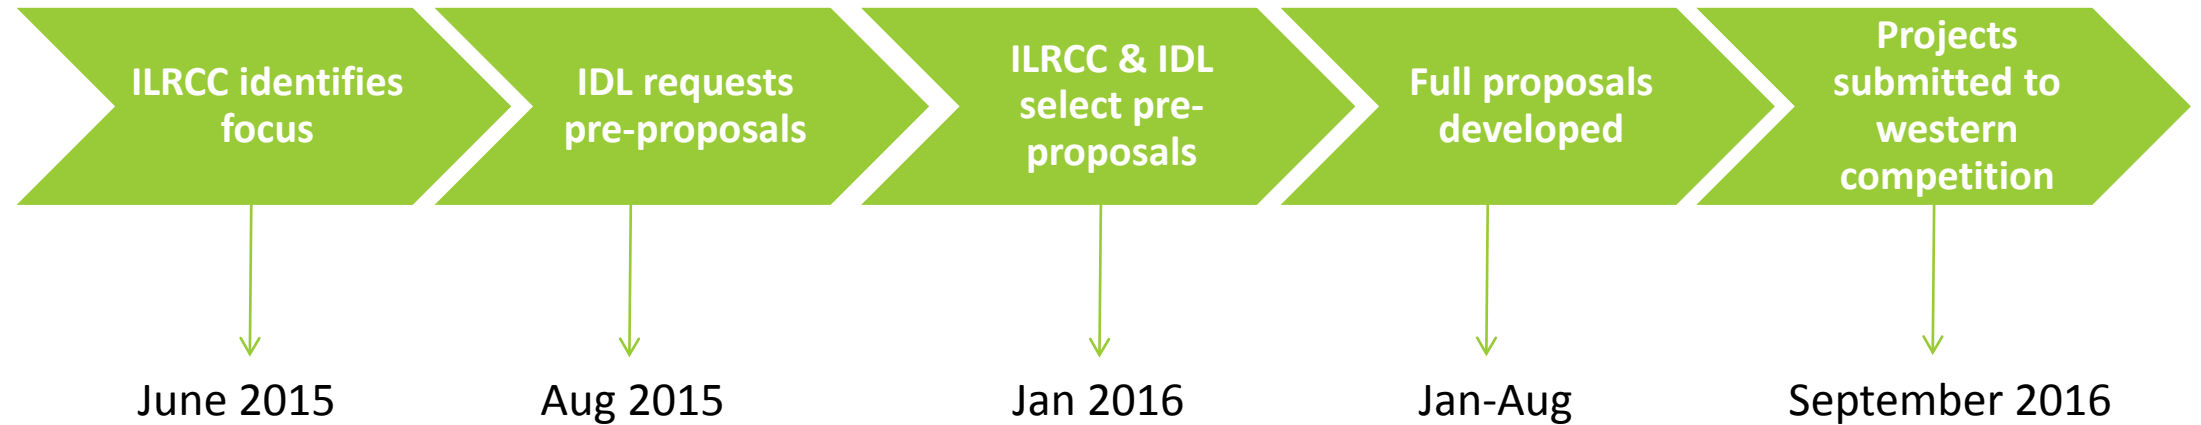 ILRCC identifies
focus
IDL requests
pre-proposals
ILRCC & IDL
select pre-
proposals
Full proposals
developed
Projects
submitted to
western
competition
June 2015
Aug 2015
Jan 2016
Jan-Aug
September 2016